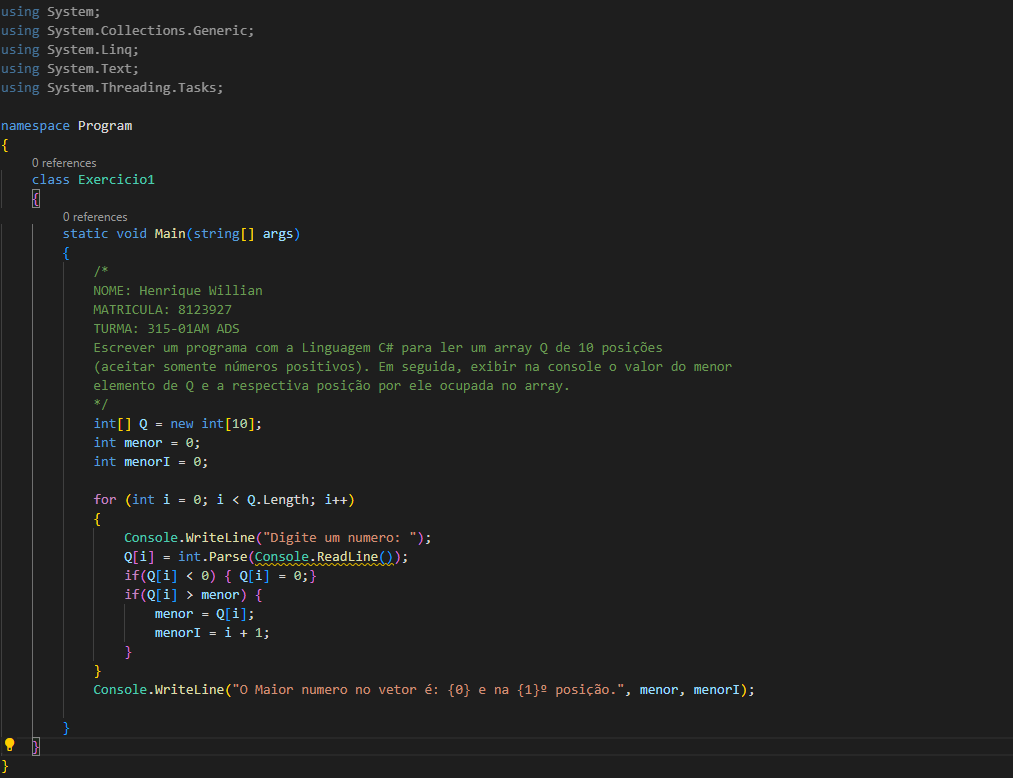 using System;
using System.Collections.Generic;
using System.Linq;
using System.Text;
using System.Threading.Tasks;
namespace Program
{
0 references
class Exercicio1
{
0 references
static void Main(string[] args)
{
/*
NOME: Henrique Willian
MATRICULA: 8123927
TURMA: 315-01AM ADS
Escrever um programa com a Linguagem C# para ler um array Q de 10 posições
(aceitar somente números positivos). Em seguida, exibir na console o valor do menor
elemento de Q e a respectiva posição por ele ocupada no array.
*/
int[] Q = new int[10];
int menor = 0;
int menorI = 0;
for (int i = 0; i < Q.Length; i++)
{
Console.WriteLine("Digite um numero: ");
Q[i] = int.Parse(Console.ReadLine());
if(Q[i] < 0) { Q[i] = 0;}
if(Q[i] > menor) {
menor = Q[i];
menorI = i + 1;
}
}
Console.WriteLine("O Maior numero no vetor é: {0} e na {1}º posição.", menor, menorI);
}
}
}